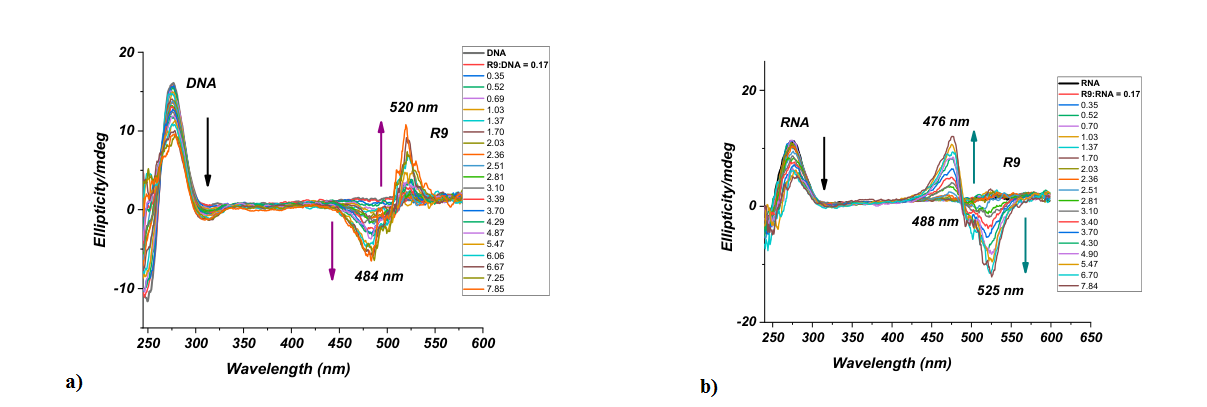 20
10
0
-10
250 300 350 400 450 500 550 600
Ellipticity/mdeg
Wavelength (nm)
DNA
520 nm
R9
484 nm
DNA
R9:DNA = 0.17
0.35
0.52
0.69
1.03
1.37
1.70
2.03
2.36
2.51
2.81
3.10
3.39
3.70
4.29
4.87
5.47
6.06
6.67
7.25
7.85
a)
20
0
-20
250 300 350 400 450 500 550 600 650
Ellipticity/mdeg
Wavelength (nm)
RNA
476 nm
R9
488 nm
525 nm
RNA
R9:RNA = 0.17
0.35
0.52
0.70
1.03
1.37
1.70
2.03
2.36
2.51
2.81
3.10
3.40
3.70
4.30
4.90
5.47
6.70
7.84
b)